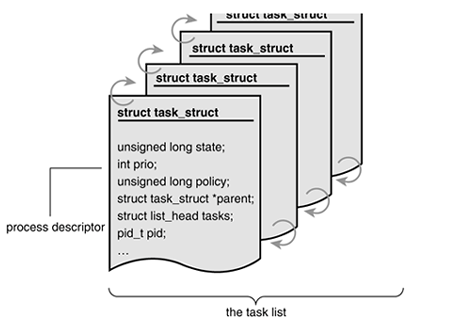 struct task_struct
struct task_struct
struct task_struct
struct task_struct
unsigned long state;
int prio;
unsigned long policy;
struct task_struct *parent;
struct list_head tasks;
pid_t pid;
...
process descriptor
the task list